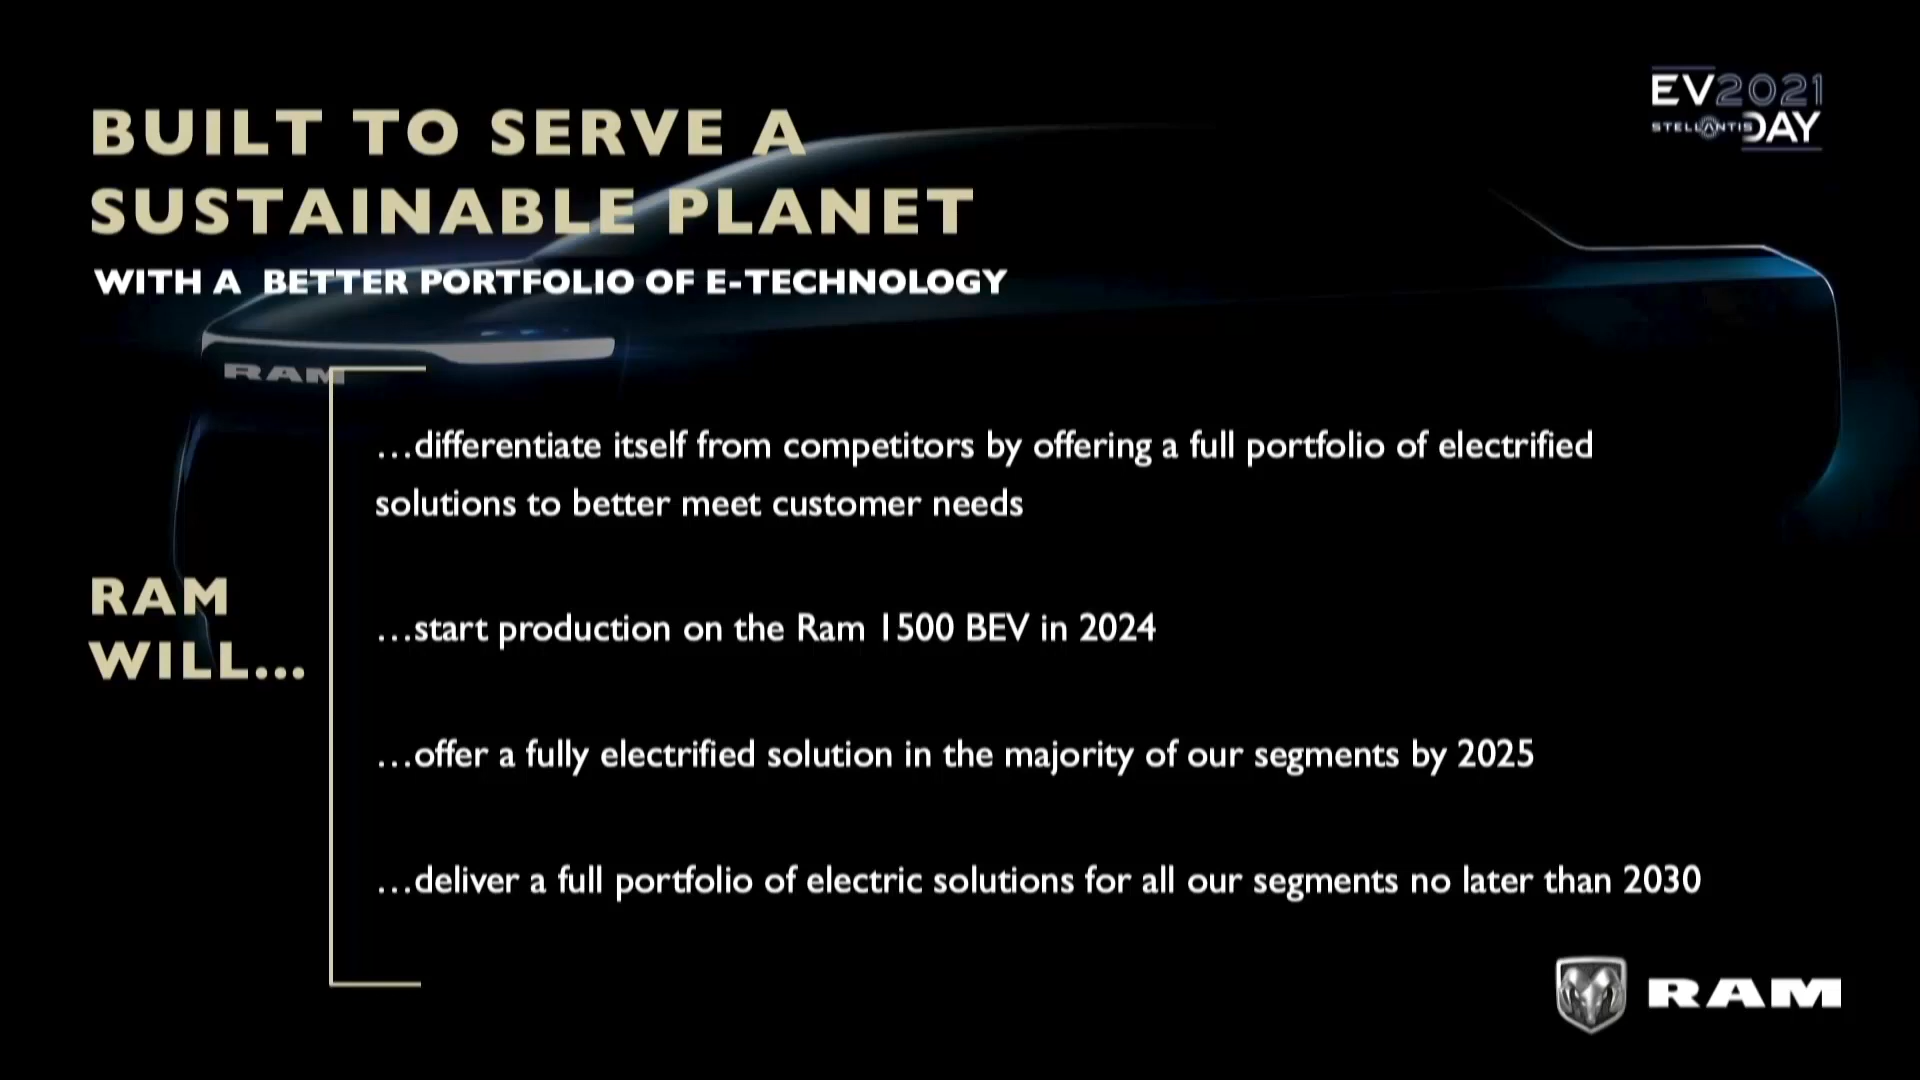 EV2021
STELLANTIS DAY
BUILT TO SERVE A
SUSTAINABLE PLANET
WITH A BETTER PORTFOLIO OF E-TECHNOLOGY
RAM
…differentiate itself from competitors by offering a full portfolio of electrified
solutions to better meet customer needs
RAM
WILL...
…start production on the Ram 1500 BEV in 2024
…offer a fully electrified solution in the majority of our segments by 2025
…deliver a full portfolio of electric solutions for all our segments no later than 2030
RAM